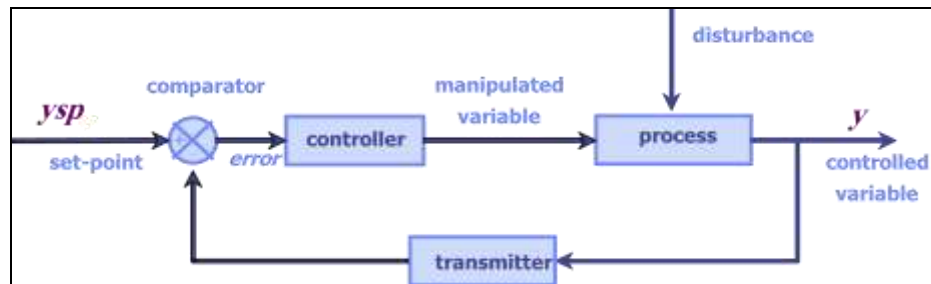 disturbance
comparator
manipulated
variable
ysp
y
controller
process
set-point
error
controlled
variable
transmitter